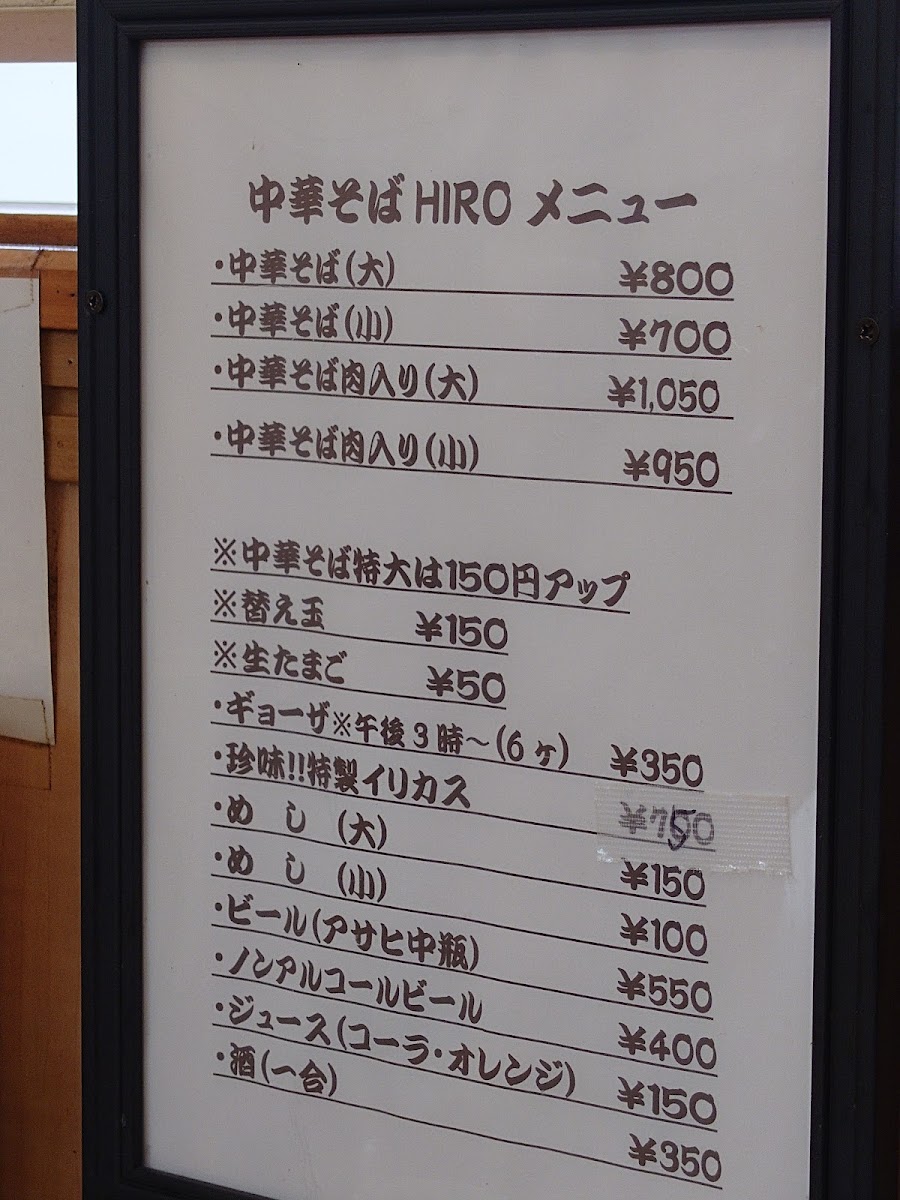 中華そば HIRO メニュー
・中華そば(大) ¥800
・中華そば(小) ¥700
・中華そば肉入り(大) ¥1,050
・中華そば肉入り(小) ¥950
※中華そば特大は150円アップ
※替え玉 ¥150
※生たまご ¥50
・ギョーザ※午後3時〜(6ヶ) ¥350
・珍味!!特製イリカス ¥750
・めし(大) ¥150
・めし(小) ¥100
・ビール(アサヒ中瓶) ¥550
・ノンアルコールビール ¥400
・ジュース(コーラ・オレンジ) ¥150
・酒(一合) ¥350